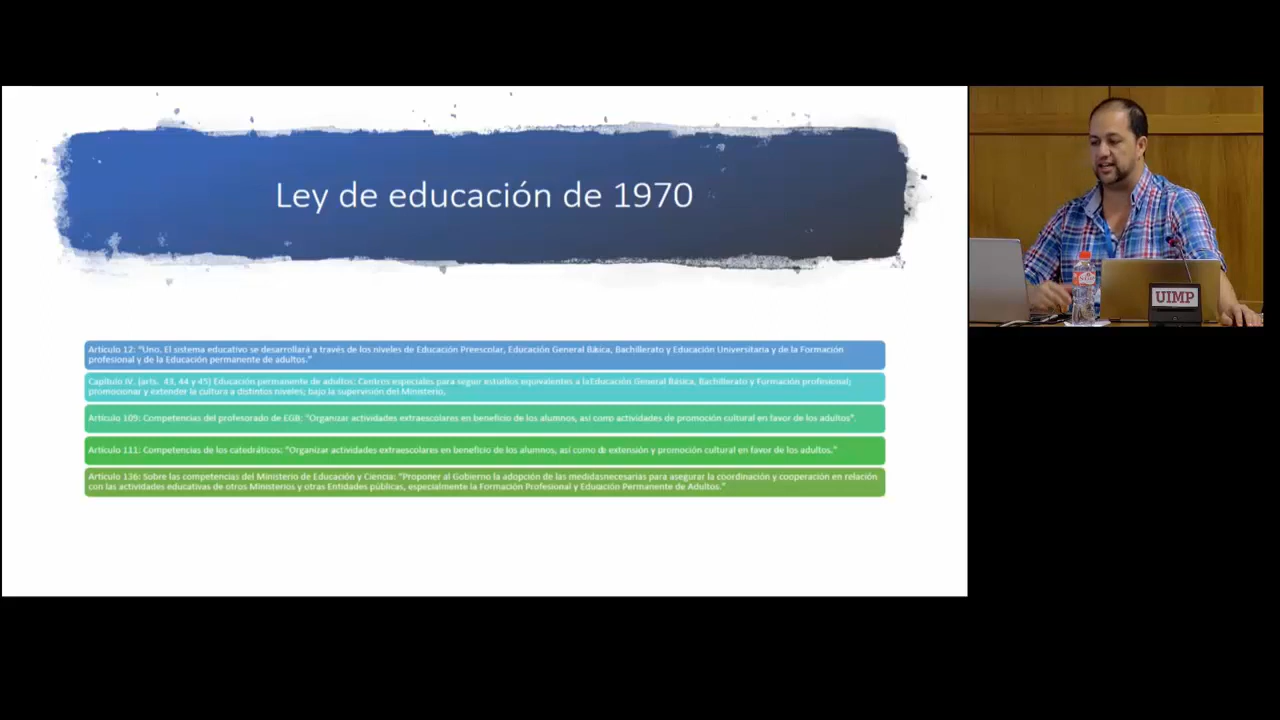 Ley de educación de 1970
Artículo 12: "Uno. El sistema educativo se desarrollará a través de los niveles de Educación Preescolar, Educación General Básica, Bachillerato y Educación Universitaria y de la Formación
profesional y de la Educación permanente de adultos."
Capítulo IV. (arts. 43, 44 y 45) Educación permanente de adultos: Centros especiales para seguir estudios equivalentes a la Educación General Básica, Bachillerato y Formación profesional;
promocionar y extender la cultura a distintos niveles; bajo la supervisión del Ministerio.
Artículo 109: Competencias del profesorado de EGB: "Organizar actividades extraescolares en beneficio de los alumnos, así como actividades de promoción cultural en favor de los adultos".
Artículo 111: Competencias de los catedráticos: "Organizar actividades extraescolares en beneficio de los alumnos, así como de extensión y promoción cultural en favor de los adultos."
Artículo 136: Sobre las competencias del Ministerio de Educación y Ciencia: "Proponer al Gobierno la adopción de las medidas necesarias para asegurar la coordinación y cooperación en relación
con las actividades educativas de otros Ministerios y otras Entidades públicas, especialmente la Formación Profesional y Educación Permanente de Adultos."
UIMP